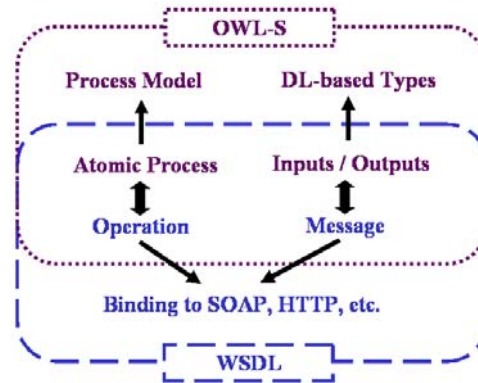 OWL-S
Process Model DL-based Types
Atomic Process Inputs / Outputs
Operation Message
Binding to SOAP, HTTP, etc.
WSDL